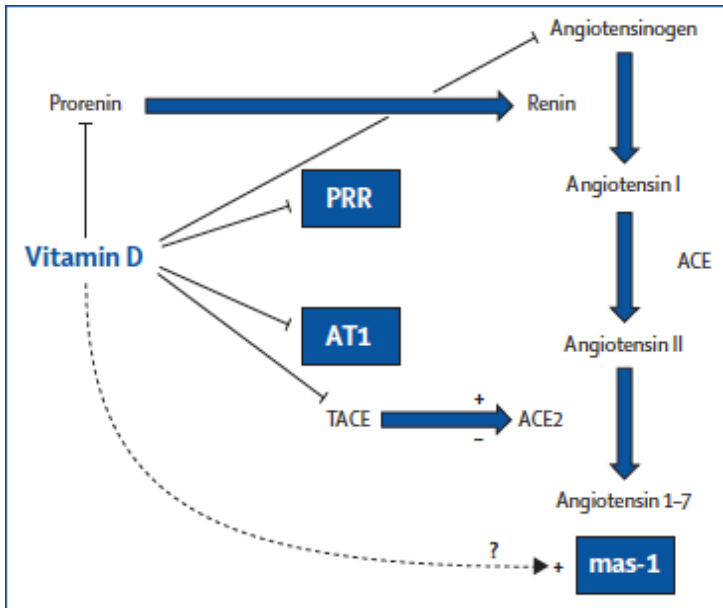 Angiotensinogen
Prorenin
Renin
PRR
Angiotensin I
Vitamin D
ACE
AT1
Angiotensin II
+
TACE
ACE2
–
Angiotensin 1–7
?
+
mas-1